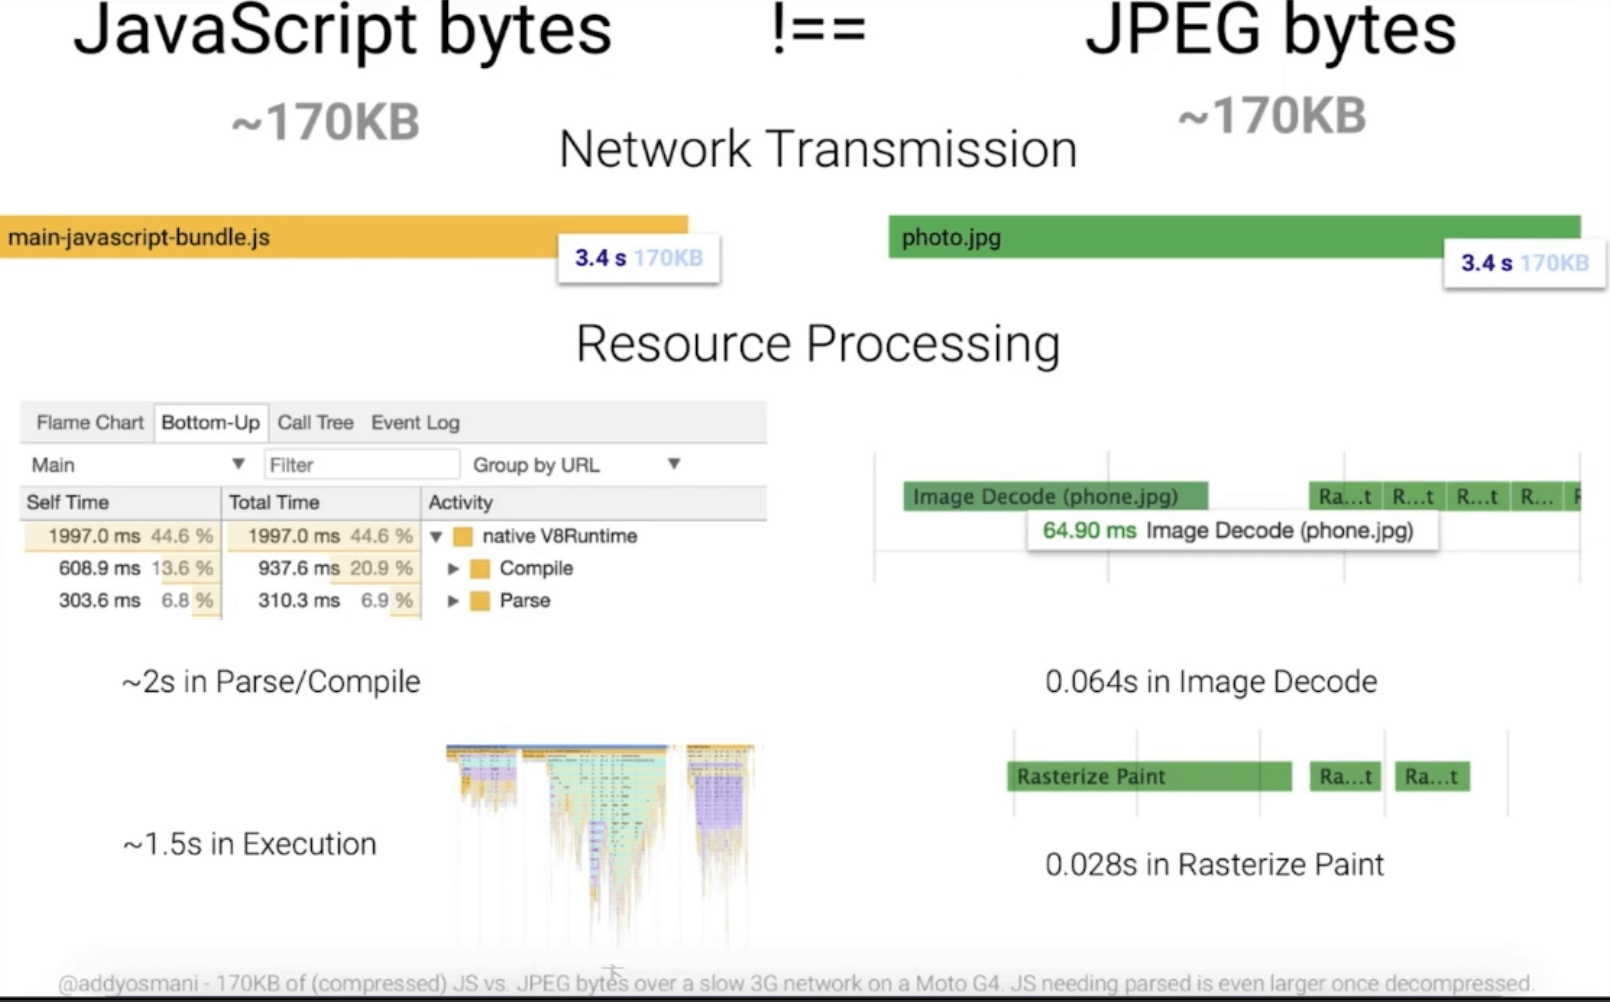 JavaScript bytes !== JPEG bytes
~170KB ~170KB
Network Transmission
main-javascript-bundle.js
3.4 s 170KB
photo.jpg
3.4 s 170KB
Resource Processing
Flame Chart Bottom-Up Call Tree Event Log
Main ▼ Filter Group by URL ▼
Self Time Total Time Activity
1997.0 ms 44.6 % 1997.0 ms 44.6 % ▼ native V8Runtime
608.9 ms 13.6 % 937.6 ms 20.9 % ▶ Compile
303.6 ms 6.8 % 310.3 ms 6.9 % ▶ Parse
Image Decode (phone.jpg) Ra...t R...t R...t R...
64.90 ms Image Decode (phone.jpg)
~2s in Parse/Compile
0.064s in Image Decode
Rasterize Paint Ra...t Ra...t
~1.5s in Execution
0.028s in Rasterize Paint
@addyosmani - 170KB of (compressed) JS vs. JPEG bytes over a slow 3G network on a Moto G4. JS needing parsed is even larger once decompressed.